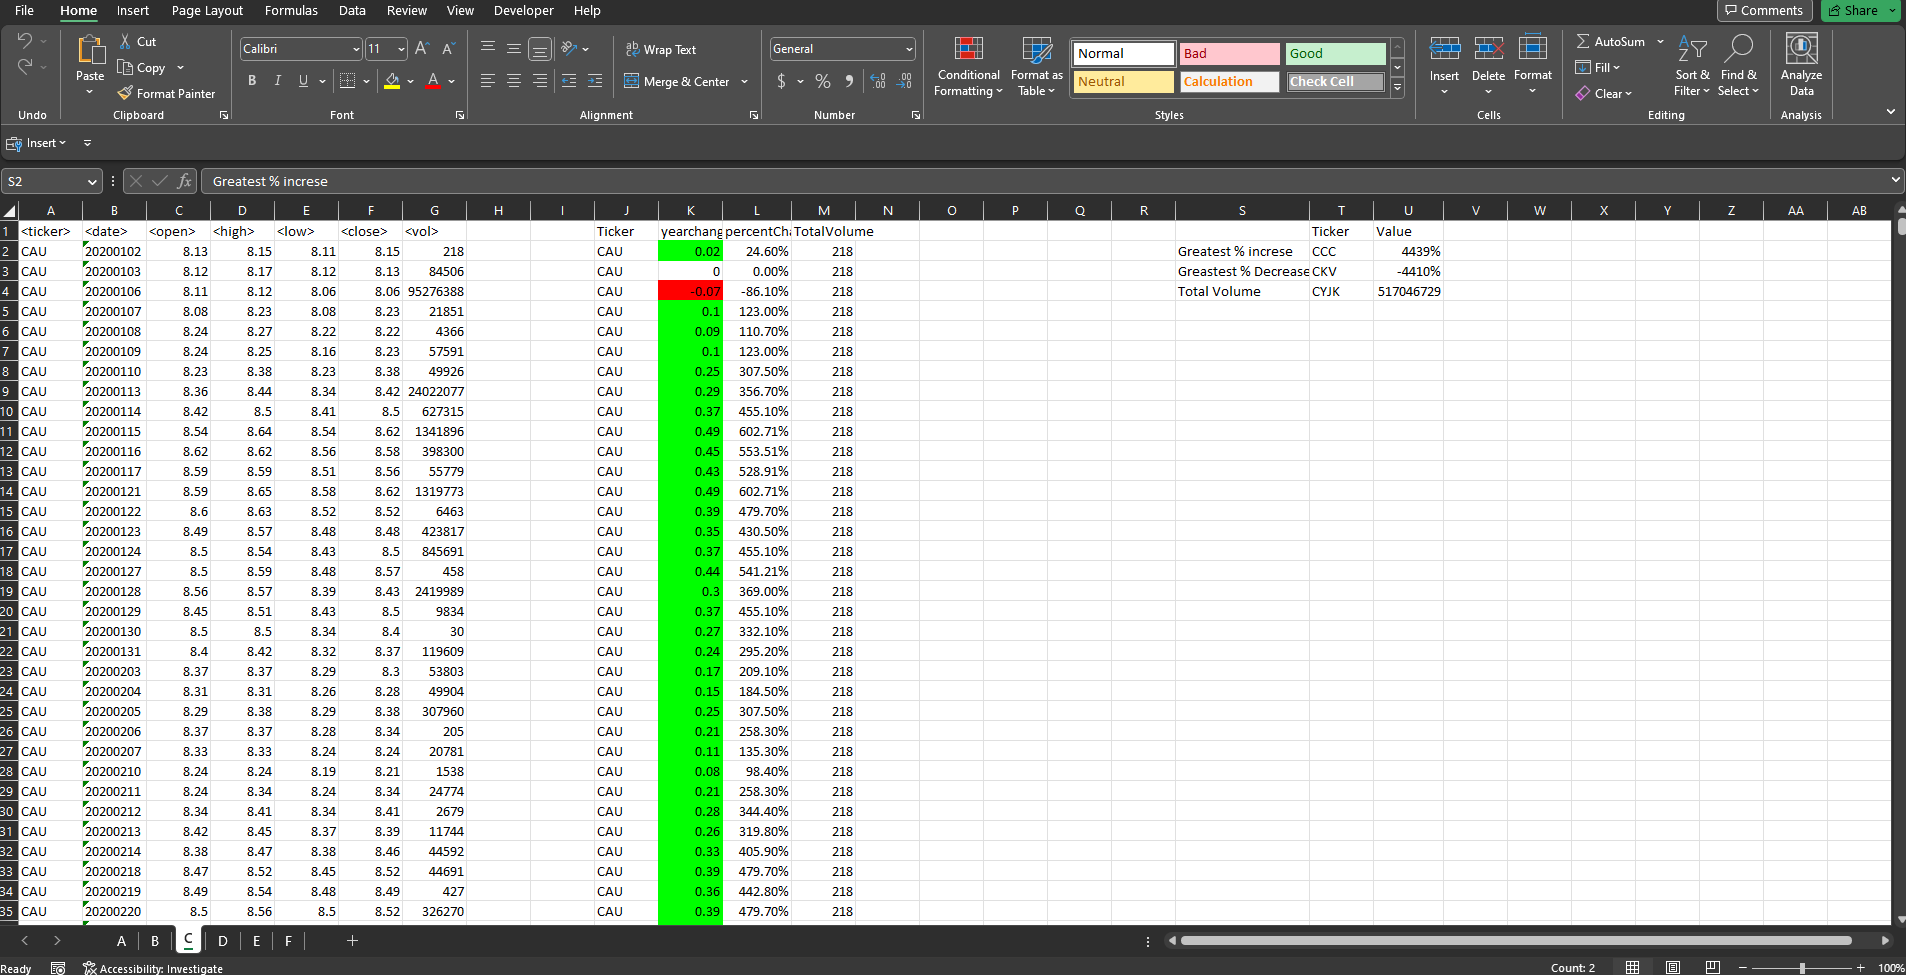 File Home Insert Page Layout Formulas Data Review View Developer Help Comments Share
Cut Calibri 11 Wrap Text General Normal Bad Good AutoSum
Paste Copy Conditional Formatting Format as Table Insert Delete Format Fill Sort & Filter Find & Select Analyze Data
Format Painter B I U Merge & Center $ % Neutral Calculation Check Cell Clear
Undo Clipboard Font Alignment Number Styles Cells Editing Analysis
Insert
S2 fx Greatest % increse
A B C D E F G H I J K L M N O P Q R S T U V W X Y Z AA AB
1 <ticker> <date> <open> <high> <low> <close> <vol> Ticker yearchang percentCha TotalVolume Ticker Value
2 CAU 20200102 8.13 8.15 8.11 8.15 218 CAU 0.02 24.60% 218 Greatest % increse CCC 4439%
3 CAU 20200103 8.12 8.17 8.12 8.13 84506 CAU 0 0.00% 218 Greastest % Decrease CKV -4410%
4 CAU 20200106 8.11 8.12 8.06 8.06 95276388 CAU -0.07 -86.10% 218 Total Volume CYJK 517046729
5 CAU 20200107 8.08 8.23 8.08 8.23 21851 CAU 0.1 123.00% 218
6 CAU 20200108 8.24 8.27 8.22 8.22 4366 CAU 0.09 110.70% 218
7 CAU 20200109 8.24 8.25 8.16 8.23 57591 CAU 0.1 123.00% 218
8 CAU 20200110 8.23 8.38 8.23 8.38 49926 CAU 0.25 307.50% 218
9 CAU 20200113 8.36 8.44 8.34 8.42 24022077 CAU 0.29 356.70% 218
10 CAU 20200114 8.42 8.5 8.41 8.5 627315 CAU 0.37 455.10% 218
11 CAU 20200115 8.54 8.64 8.54 8.62 1341896 CAU 0.49 602.71% 218
12 CAU 20200116 8.62 8.62 8.56 8.58 398300 CAU 0.45 553.51% 218
13 CAU 20200117 8.59 8.59 8.51 8.56 55779 CAU 0.43 528.91% 218
14 CAU 20200121 8.59 8.65 8.58 8.62 1319773 CAU 0.49 602.71% 218
15 CAU 20200122 8.6 8.63 8.52 8.52 6463 CAU 0.39 479.70% 218
16 CAU 20200123 8.49 8.57 8.48 8.48 423817 CAU 0.35 430.50% 218
17 CAU 20200124 8.5 8.54 8.43 8.5 845691 CAU 0.37 455.10% 218
18 CAU 20200127 8.5 8.59 8.48 8.57 458 CAU 0.44 541.21% 218
19 CAU 20200128 8.56 8.57 8.39 8.43 2419989 CAU 0.3 369.00% 218
20 CAU 20200129 8.45 8.51 8.43 8.5 9834 CAU 0.37 455.10% 218
21 CAU 20200130 8.5 8.5 8.34 8.4 30 CAU 0.27 332.10% 218
22 CAU 20200131 8.4 8.42 8.32 8.37 119609 CAU 0.24 295.20% 218
23 CAU 20200203 8.37 8.37 8.29 8.3 53803 CAU 0.17 209.10% 218
24 CAU 20200204 8.31 8.31 8.26 8.28 49904 CAU 0.15 184.50% 218
25 CAU 20200205 8.29 8.38 8.29 8.38 307960 CAU 0.25 307.50% 218
26 CAU 20200206 8.37 8.37 8.28 8.34 205 CAU 0.21 258.30% 218
27 CAU 20200207 8.33 8.33 8.24 8.24 20781 CAU 0.11 135.30% 218
28 CAU 20200210 8.24 8.24 8.19 8.21 1538 CAU 0.08 98.40% 218
29 CAU 20200211 8.24 8.34 8.24 8.34 24774 CAU 0.21 258.30% 218
30 CAU 20200212 8.34 8.41 8.34 8.41 2679 CAU 0.28 344.40% 218
31 CAU 20200213 8.42 8.45 8.37 8.39 11744 CAU 0.26 319.80% 218
32 CAU 20200214 8.38 8.47 8.38 8.46 44592 CAU 0.33 405.90% 218
33 CAU 20200218 8.47 8.52 8.45 8.52 44691 CAU 0.39 479.70% 218
34 CAU 20200219 8.49 8.54 8.48 8.49 427 CAU 0.36 442.80% 218
35 CAU 20200220 8.5 8.56 8.5 8.52 326270 CAU 0.39 479.70% 218
A B C D E F
Ready Accessibility: Investigate Count: 2 100%